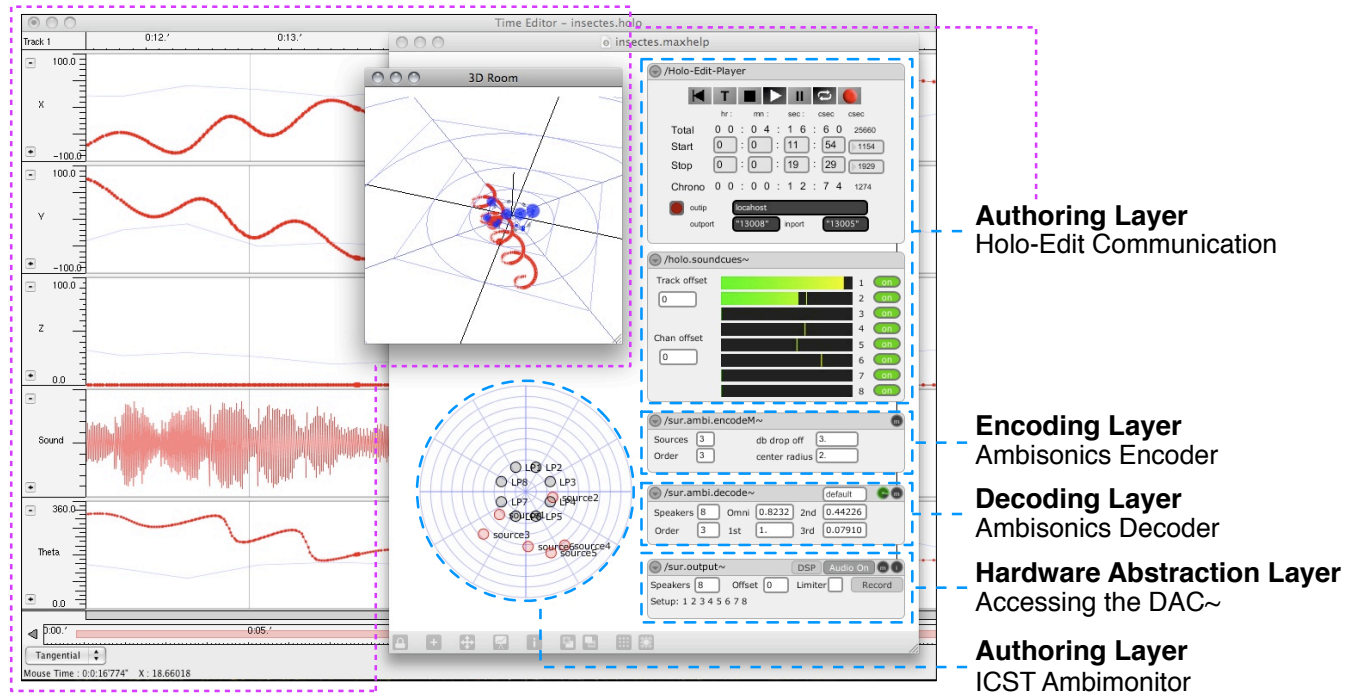 Time Editor – insectes.holo
Track 1
0:12.'
0:13.'
100.0
X
-100.0
100.0
Y
-100.0
100.0
Z
0.0
Sound
360.0
Theta
0.0
0:00.'
0:05.'
Tangential
Mouse Time : 0:0:16'774" X : 18.66018
insectes.maxhelp
3D Room
/Holo-Edit-Player
T
hr : mn : sec : csec csec
Total 0 0 : 0 4 : 1 6 : 6 0 25660
Start 0 : 0 : 11 : 54 1154
Stop 0 : 0 : 19 : 29 1929
Chrono 0 0 : 0 0 : 1 2 : 7 4 1274
outip locahost
outport "13008" inport "13005"
/holo.soundcues~
Track offset
0
Chan offset
0
1 on
2 on
3 on
4 on
5 on
6 on
7 on
8 on
LP1 LP2
LP8 LP3
LP7 LP4 source2
LP5
source3
source4
source5
/sur.ambi.encodeM~ m
Sources 3 db drop off 3.
Order 3 center radius 2.
/sur.ambi.decode~ default m
Speakers 8 Omni 0.8232 2nd 0.44226
Order 3 1st 1. 3rd 0.07910
/sur.output~ DSP Audio On m i
Speakers 8 Offset 0 Limiter Record
Setup: 1 2 3 4 5 6 7 8
Authoring Layer
Holo-Edit Communication
Encoding Layer
Ambisonics Encoder
Decoding Layer
Ambisonics Decoder
Hardware Abstraction Layer
Accessing the DAC~
Authoring Layer
ICST Ambimonitor